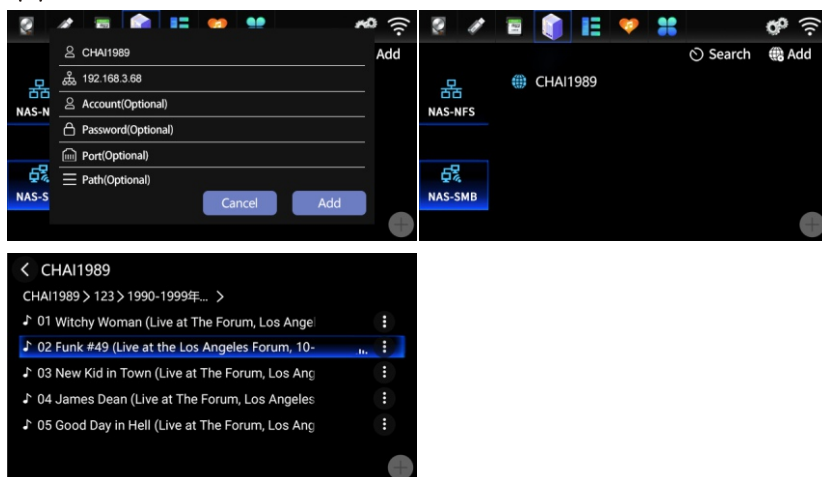 CHAI1989
192.168.3.68
Account(Optional)
Password(Optional)
Port(Optional)
Path(Optional)
Cancel
Add
Add
NAS-N
NAS-S
Search
Add
NAS-NFS
CHAI1989
NAS-SMB
CHAI1989
CHAI1989 > 123 > 1990-1999年... >
01 Witchy Woman (Live at The Forum, Los Angel
02 Funk #49 (Live at the Los Angeles Forum, 10-
03 New Kid in Town (Live at The Forum, Los Ang
04 James Dean (Live at The Forum, Los Angeles
05 Good Day in Hell (Live at The Forum, Los Ang